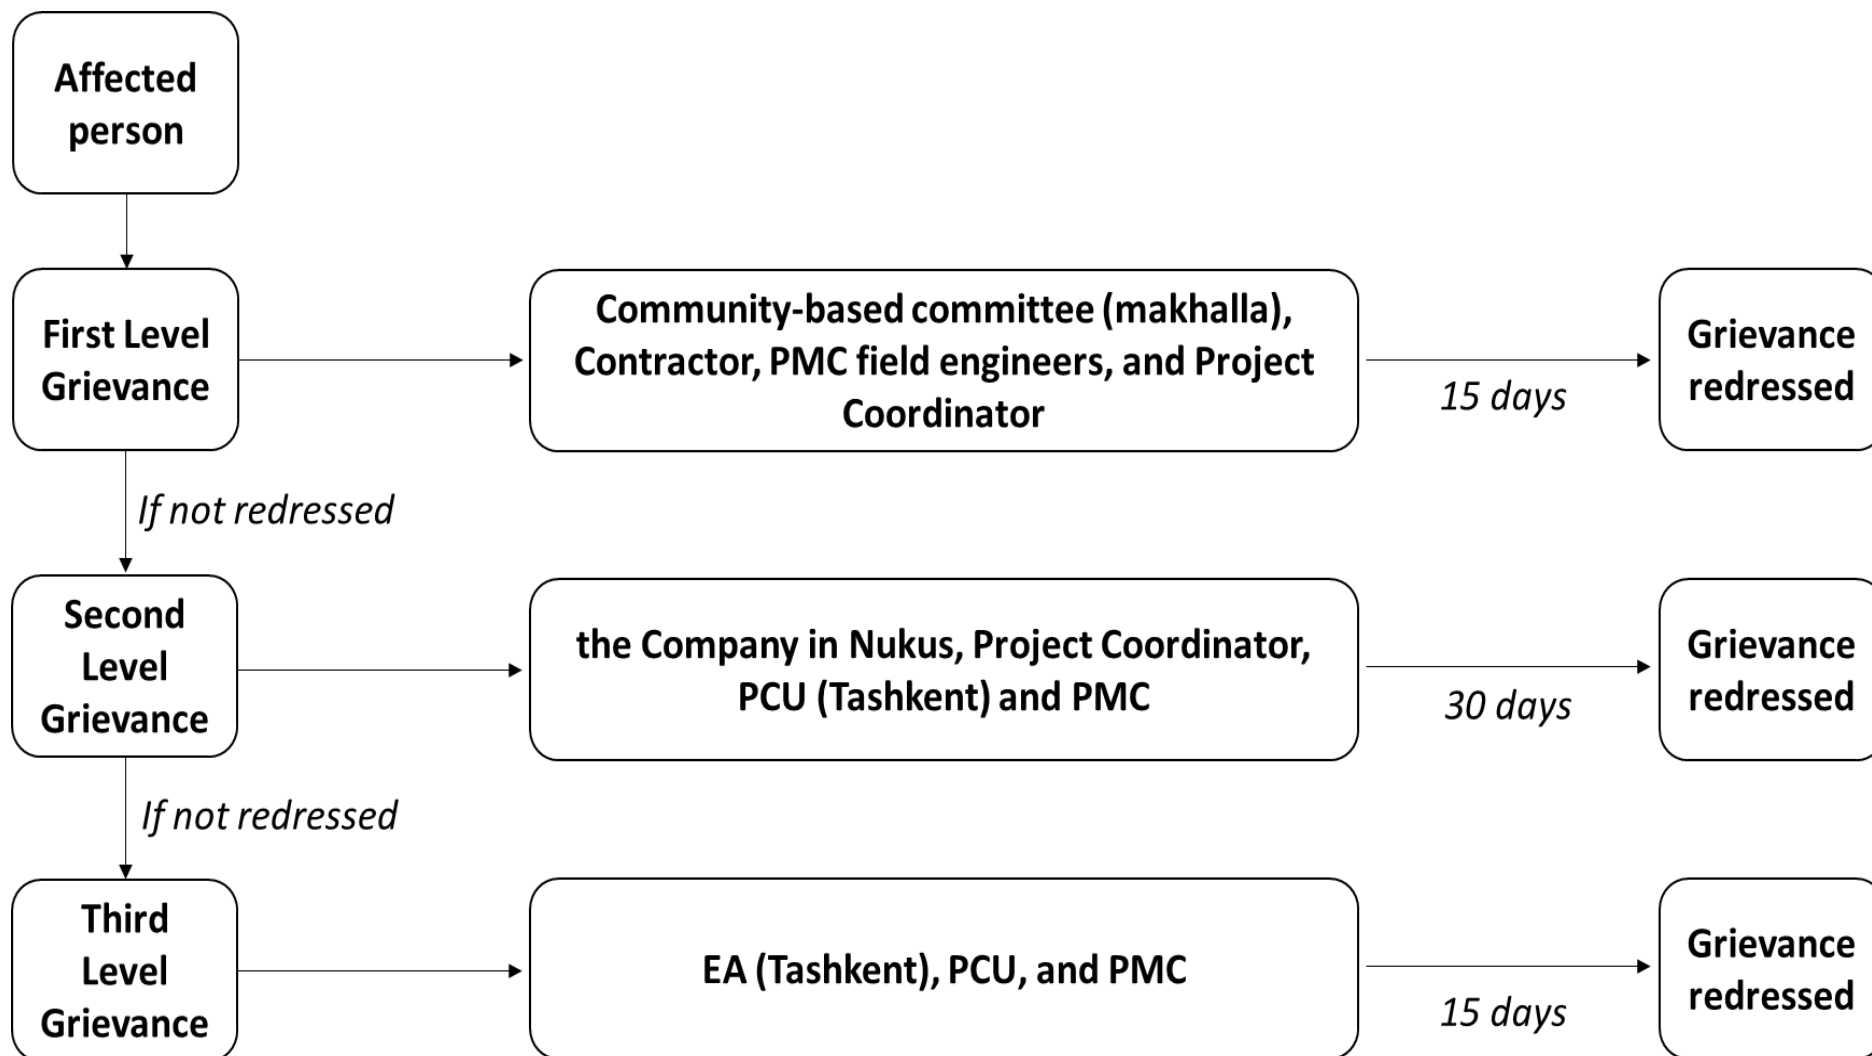 Affected
person
First Level
Grievance
Community-based committee (makhalla),
Contractor, PMC field engineers, and Project
Coordinator
15 days
Grievance
redressed
If not redressed
Second
Level
Grievance
the Company in Nukus, Project Coordinator,
PCU (Tashkent) and PMC
30 days
Grievance
redressed
If not redressed
Third
Level
Grievance
EA (Tashkent), PCU, and PMC
15 days
Grievance
redressed